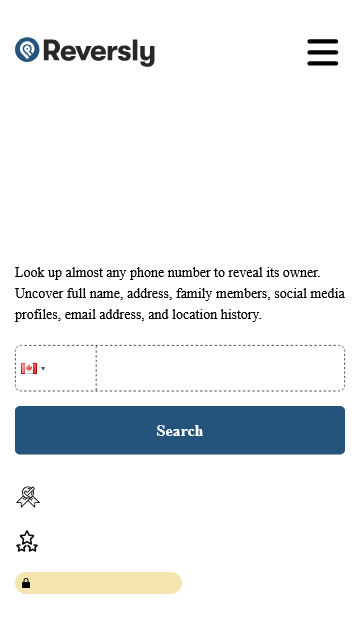 Reversly
Look up almost any phone number to reveal its owner.
Uncover full name, address, family members, social media
profiles, email address, and location history.
Search